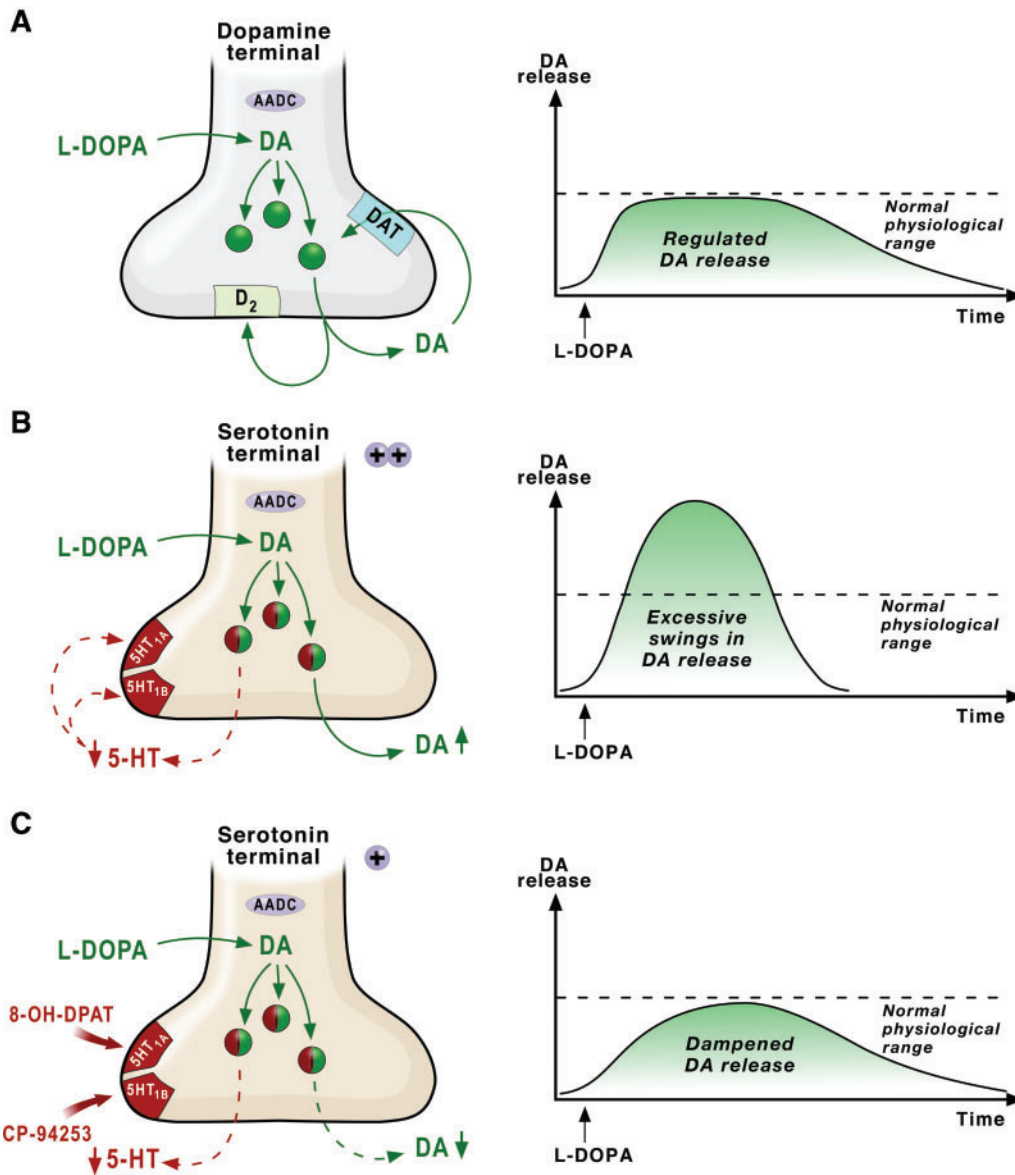 A
Dopamine
terminal
AADC
L-DOPA
DA
DAT
D2
DA
DA
release
Normal
physiological
range
Regulated
DA release
Time
L-DOPA
B
Serotonin
terminal
++
AADC
L-DOPA
DA
5HT1A
5HT1B
5-HT
DA
DA
release
Normal
physiological
range
Excessive
swings in
DA release
Time
L-DOPA
C
Serotonin
terminal
+
AADC
L-DOPA
DA
8-OH-DPAT
5HT1A
5HT1B
CP-94253
5-HT
DA
DA
release
Normal
physiological
range
Dampened
DA release
Time
L-DOPA